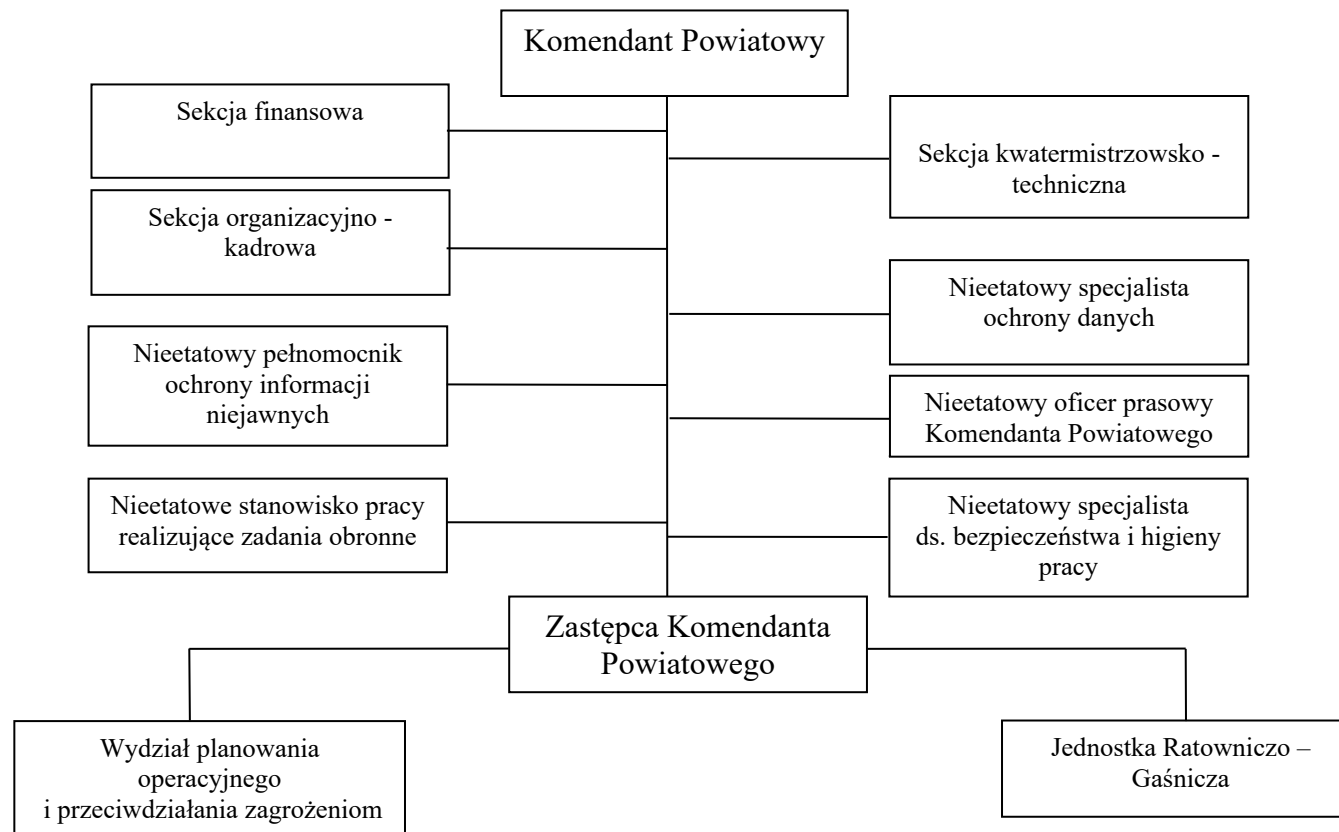 Komendant Powiatowy
Sekcja finansowa
Sekcja kwatermistrzowsko -
techniczna
Sekcja organizacyjno -
kadrowa
Nieetatowy specjalista
ochrony danych
Nieetatowy pełnomocnik
ochrony informacji
niejawnych
Nieetatowy oficer prasowy
Komendanta Powiatowego
Nieetatowe stanowisko pracy
realizujące zadania obronne
Nieetatowy specjalista
ds. bezpieczeństwa i higieny
pracy
Zastępca Komendanta
Powiatowego
Wydział planowania
operacyjnego
i przeciwdziałania zagrożeniom
Jednostka Ratowniczo –
Gaśnicza